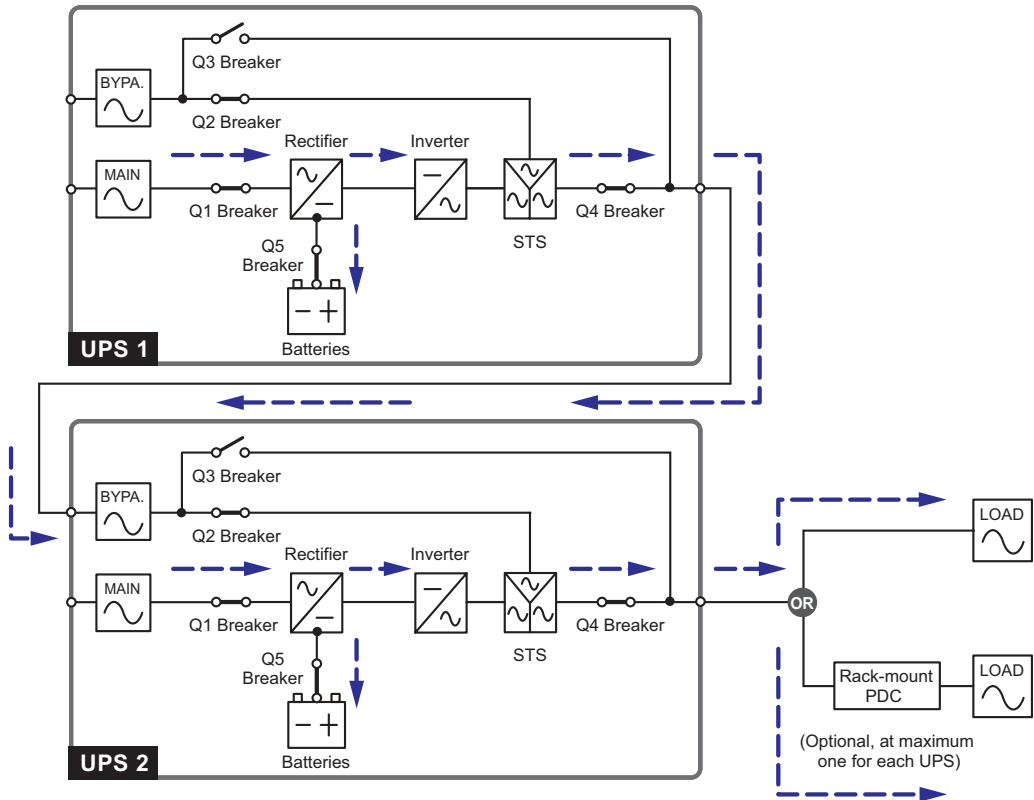 Q3 Breaker
BYPA.
Q2 Breaker
Rectifier
Inverter
MAIN
Q1 Breaker
Q4 Breaker
STS
Q5
Breaker
Batteries
UPS 1
Q3 Breaker
BYPA.
Q2 Breaker
Rectifier
Inverter
LOAD
MAIN
OR
Q1 Breaker
Q4 Breaker
STS
Q5
Breaker
Rack-mount
PDC
LOAD
(Optional, at maximum
one for each UPS)
Batteries
UPS 2